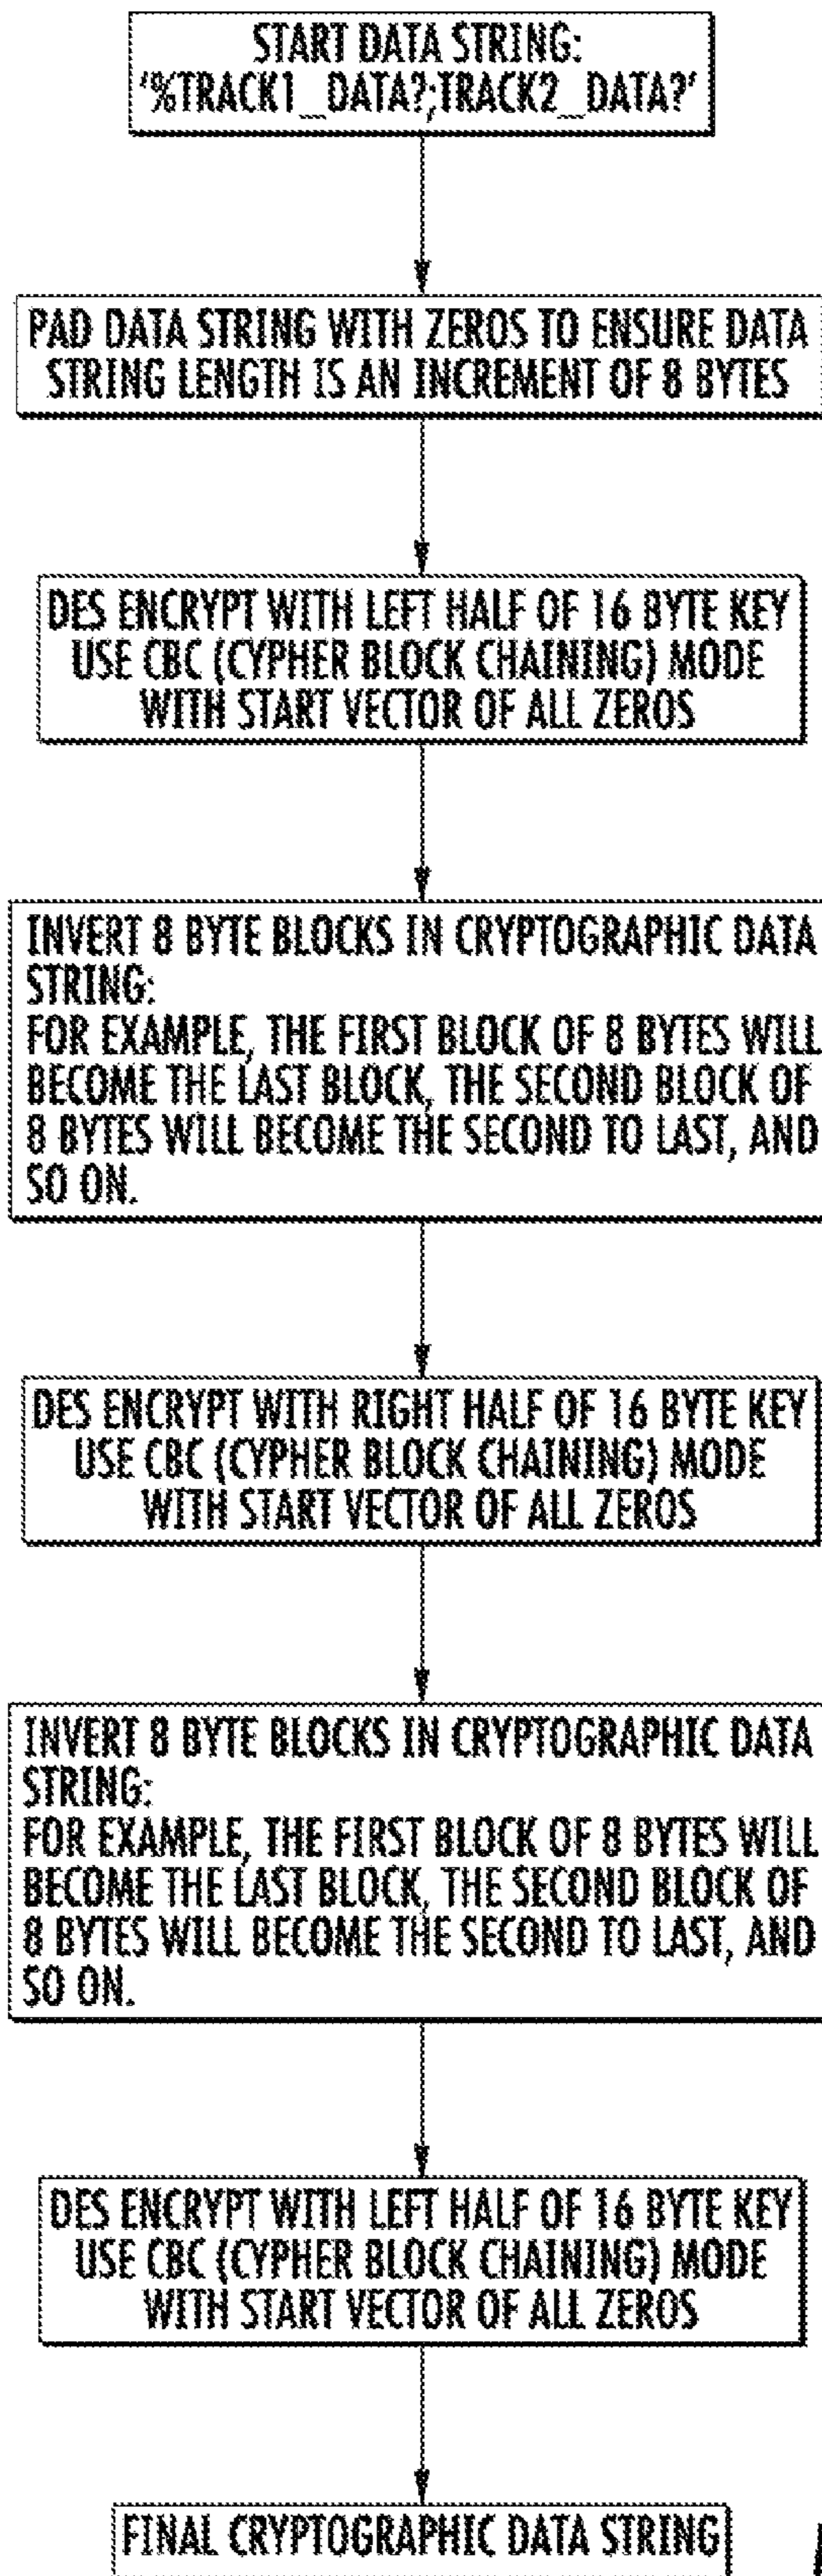 START DATA STRING:
'%TRACK1_DATA?;TRACK2_DATA?'
PAD DATA STRING WITH ZEROS TO ENSURE DATA
STRING LENGTH IS AN INCREMENT OF 8 BYTES
DES ENCRYPT WITH LEFT HALF OF 16 BYTE KEY
USE CBC (CYPHER BLOCK CHAINING) MODE
WITH START VECTOR OF ALL ZEROS
INVERT 8 BYTE BLOCKS IN CRYPTOGRAPHIC DATA
STRING:
FOR EXAMPLE, THE FIRST BLOCK OF 8 BYTES WILL
BECOME THE LAST BLOCK, THE SECOND BLOCK OF
8 BYTES WILL BECOME THE SECOND TO LAST, AND
SO ON.
DES ENCRYPT WITH RIGHT HALF OF 16 BYTE KEY
USE CBC (CYPHER BLOCK CHAINING) MODE
WITH START VECTOR OF ALL ZEROS
INVERT 8 BYTE BLOCKS IN CRYPTOGRAPHIC DATA
STRING:
FOR EXAMPLE, THE FIRST BLOCK OF 8 BYTES WILL
BECOME THE LAST BLOCK, THE SECOND BLOCK OF
8 BYTES WILL BECOME THE SECOND TO LAST, AND
SO ON.
DES ENCRYPT WITH LEFT HALF OF 16 BYTE KEY
USE CBC (CYPHER BLOCK CHAINING) MODE
WITH START VECTOR OF ALL ZEROS
FINAL CRYPTOGRAPHIC DATA STRING